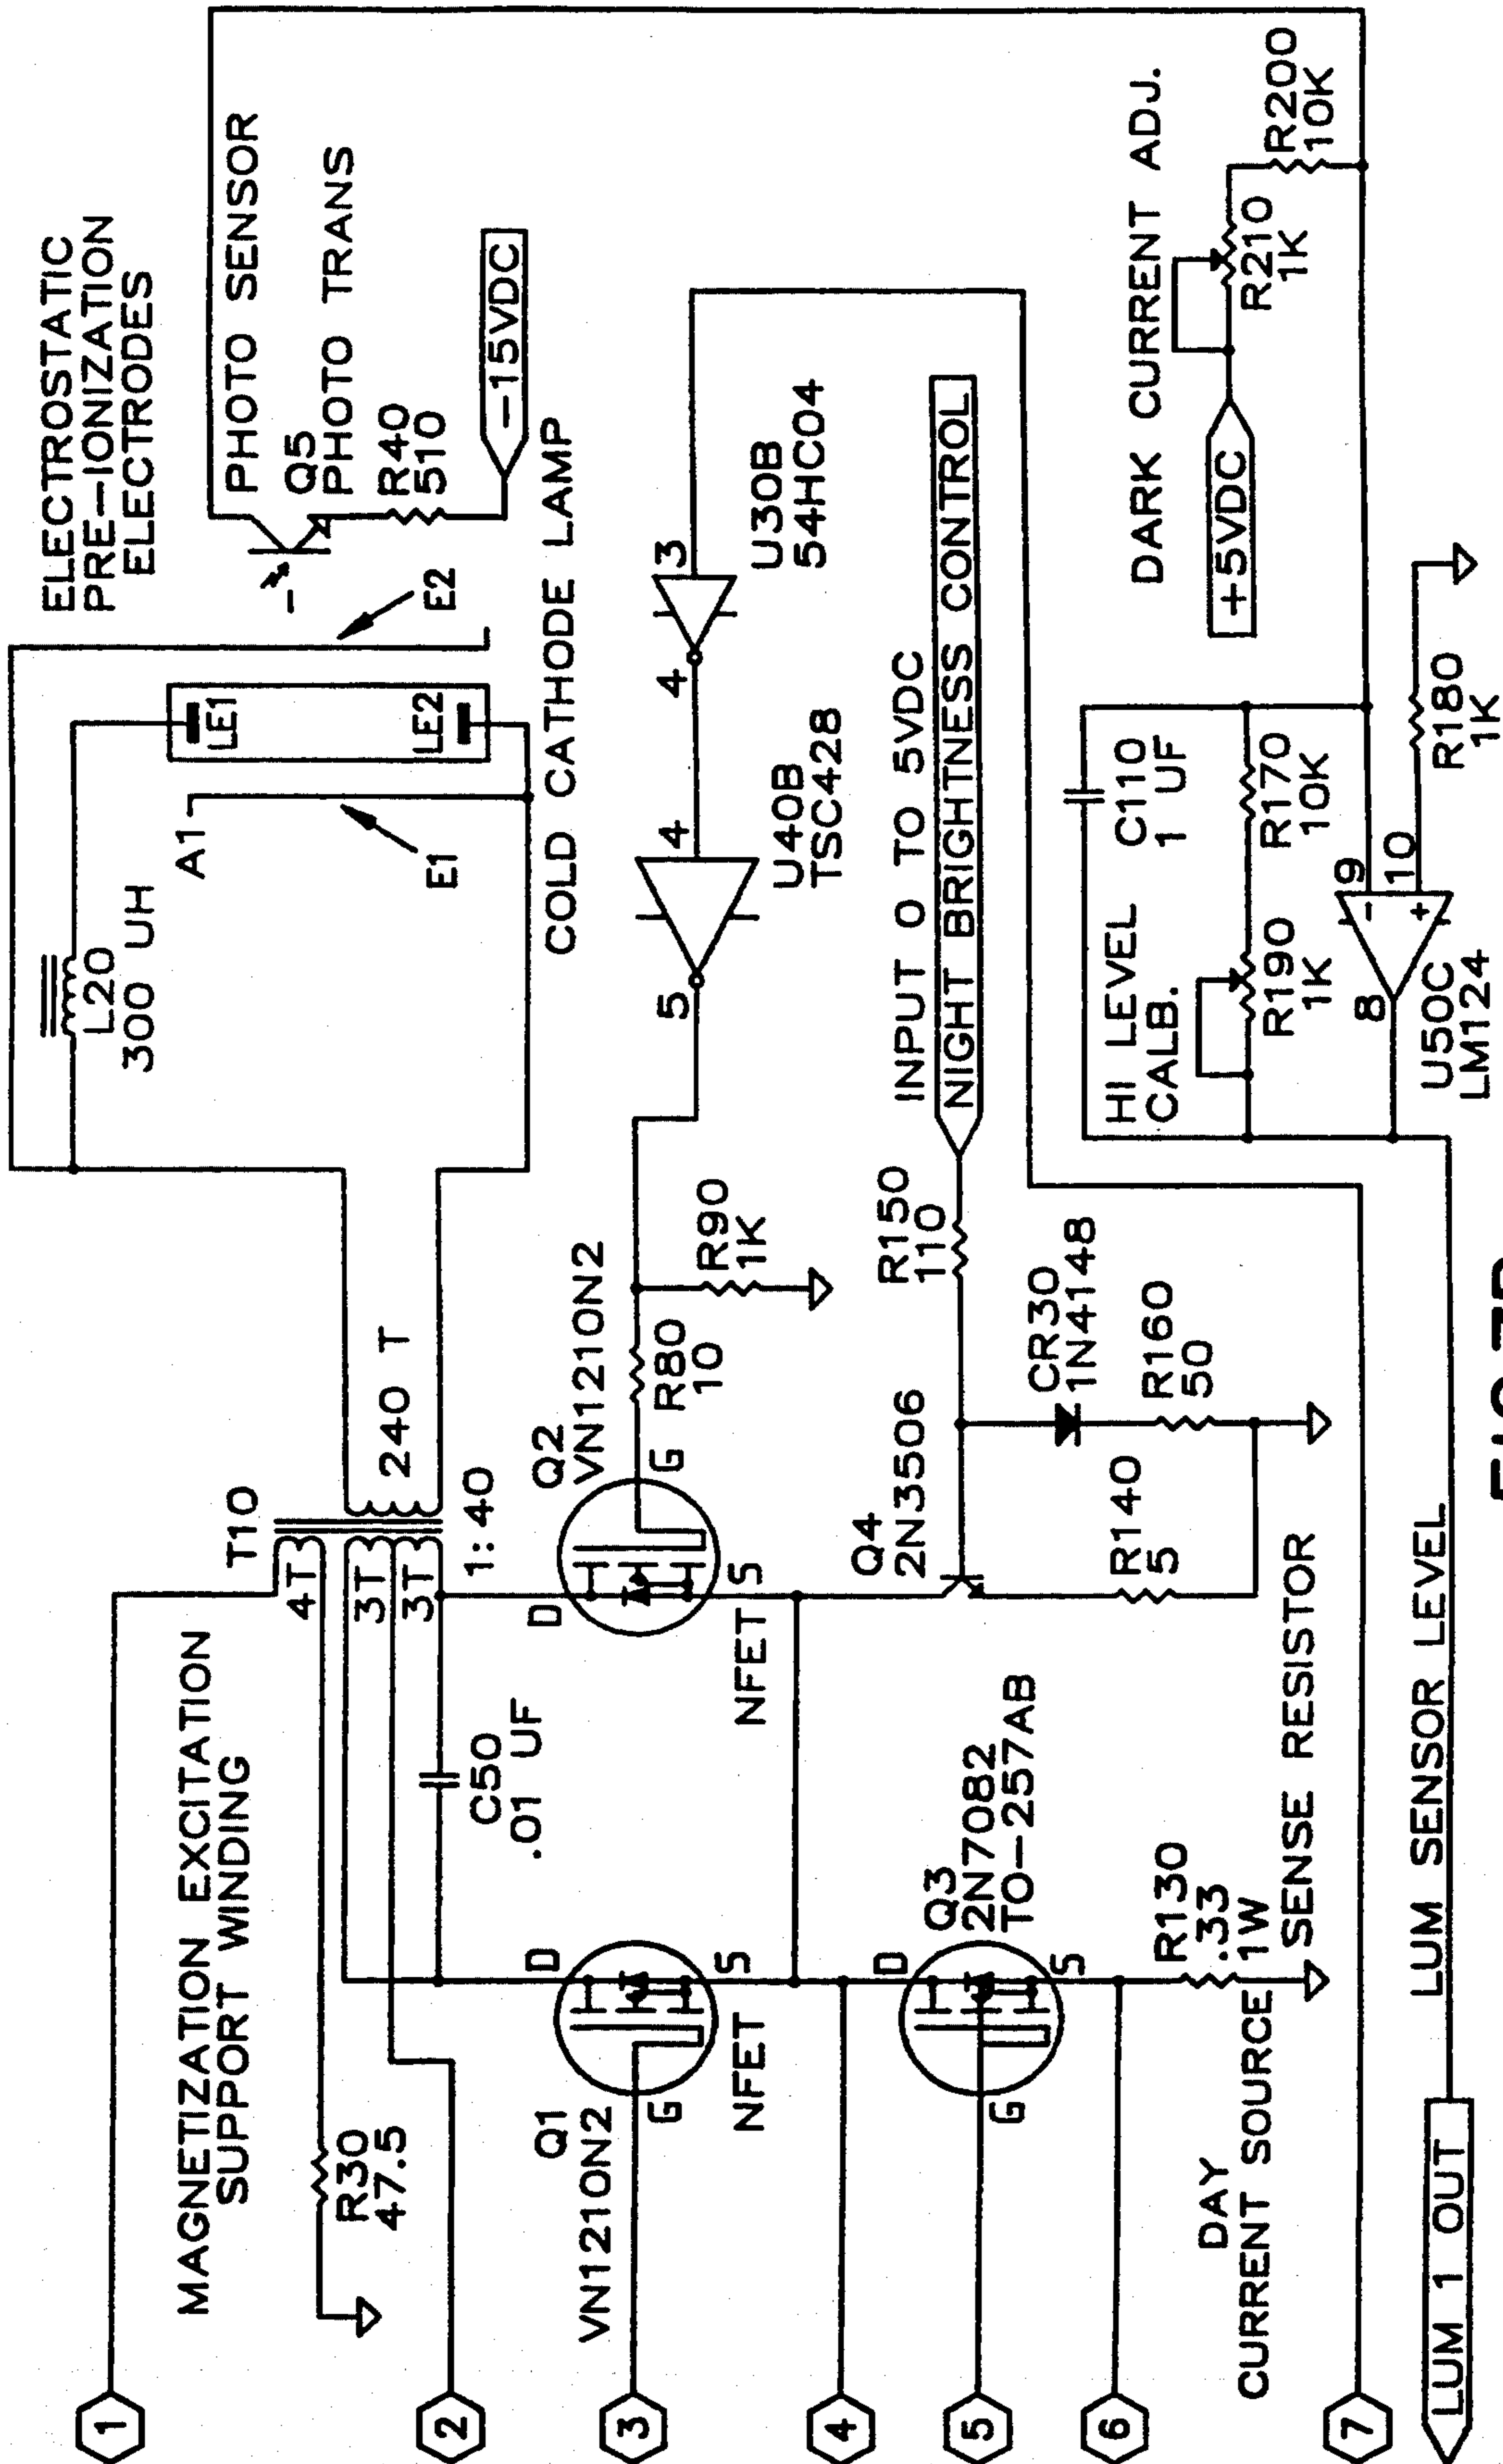 1
MAGNETIZATION EXCITATION
SUPPORT WINDING
R30
47.5
2
T10
4T
3T
3T
240 T
1:40
C50
.01 UF
L20
300 UH
A1
E1
LE1
LE2
E2
COLD CATHODE LAMP
ELECTROSTATIC
PRE-IONIZATION
ELECTRODES
PHOTO SENSOR
Q5
PHOTO TRANS
R40
510
-15VDC
3
Q1
VN1210N2
G
D
S
NFET
Q2
VN1210N2
D
G
S
NFET
R80
10
R90
1K
5
4
U40B
TSC428
4
3
U30B
54HC04
4
5
Q3
2N7082
TO-257AB
D
G
S
6
DAY
CURRENT SOURCE
R130
.33
1W
SENSE RESISTOR
Q4
2N3506
R140
5
CR30
1N4148
R160
50
R150
110
INPUT 0 TO 5VDC
NIGHT BRIGHTNESS CONTROL
7
HI LEVEL
CALB.
C110
1 UF
R190
1K
R170
10K
8
9
10
-
+
U50C
LM124
R180
1K
DARK CURRENT ADJ.
+5VDC
R210
1K
R200
10K
LUM 1 OUT
LUM SENSOR LEVEL